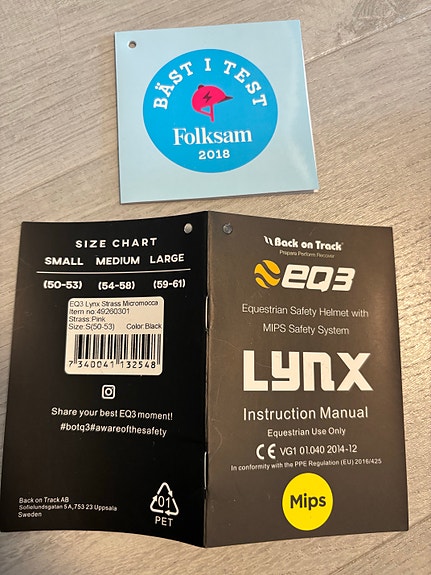 BÄST I TEST
Folksam
2018
SIZE CHART
SMALL MEDIUM LARGE
(50-53) (54-58) (59-61)
EQ3 Lynx Strass Micromocca
Item no: 49260301
Strass:Pink
Size:S(50-53) Color:Black
7 340041 132548
Share your best EQ3 moment!
#botq3#awareofthesafety
Back on Track AB
Sofielundsgatan 5 A,753 23 Uppsala
Sweden
01
PET
Back on Track®
Prepare Perform Recover
EQ3
Equestrian Safety Helmet with
MIPS Safety System
LYNX
Instruction Manual
Equestrian Use Only
CE VG1 01.040 2014-12
In conformity with the PPE Regulation (EU) 2016/425
Mips